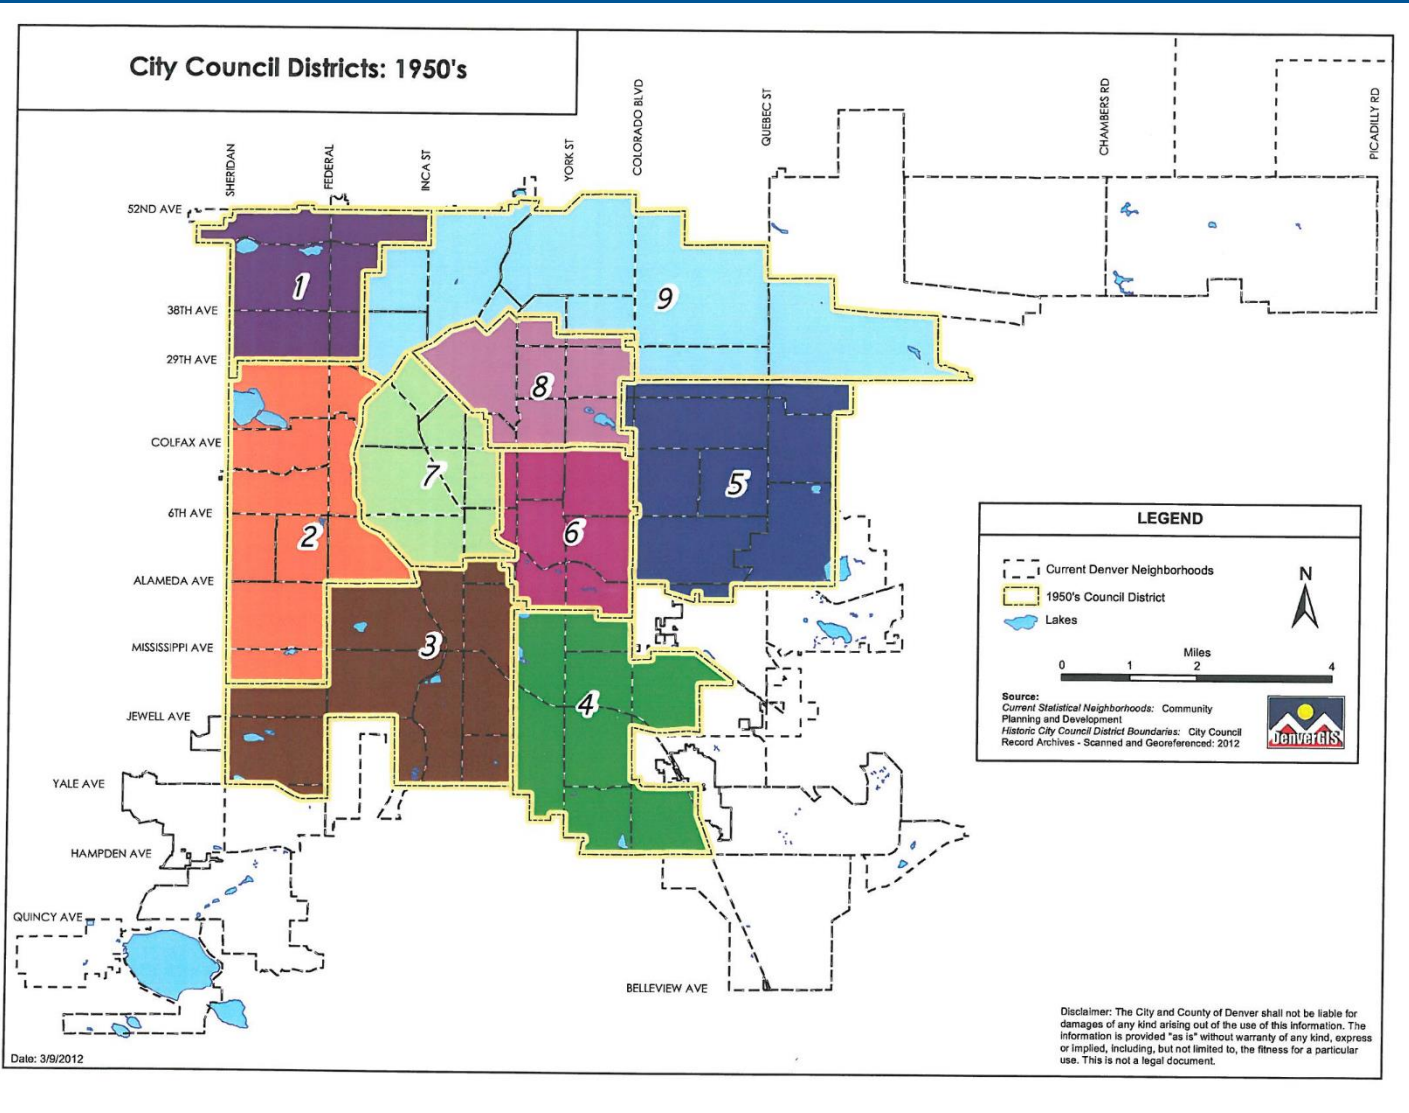 City Council Districts: 1950's
SHERIDAN
FEDERAL
INCA ST
YORK ST
COLORADO BLVD
QUEBEC ST
CHAMBERS RD
PICADILLY RD
52ND AVE
38TH AVE
29TH AVE
COLFAX AVE
6TH AVE
ALAMEDA AVE
MISSISSIPPI AVE
JEWELL AVE
YALE AVE
HAMPDEN AVE
QUINCY AVE
BELLEVIEW AVE
1
9
8
7
5
2
6
3
4
LEGEND
Current Denver Neighborhoods
1950's Council District
Lakes
N
Miles
0 1 2 4
Source:
Current Statistical Neighborhoods: Community
Planning and Development
Historic City Council District Boundaries: City Council
Record Archives - Scanned and Georeferenced: 2012
DenverGIS
Disclaimer: The City and County of Denver shall not be liable for
damages of any kind arising out of the use of this information. The
information is provided "as is" without warranty of any kind, express
or implied, including, but not limited to, the fitness for a particular
use. This is not a legal document.
Date: 3/9/2012